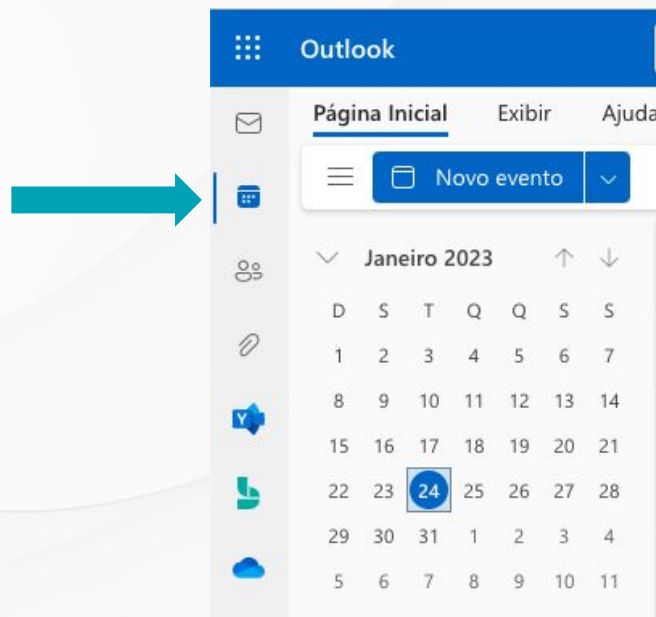 Outlook
Página Inicial Exibir Ajuda
Novo evento
Janeiro 2023
D S T Q Q S S
1 2 3 4 5 6 7
8 9 10 11 12 13 14
15 16 17 18 19 20 21
22 23 24 25 26 27 28
29 30 31 1 2 3 4
5 6 7 8 9 10 11
Y